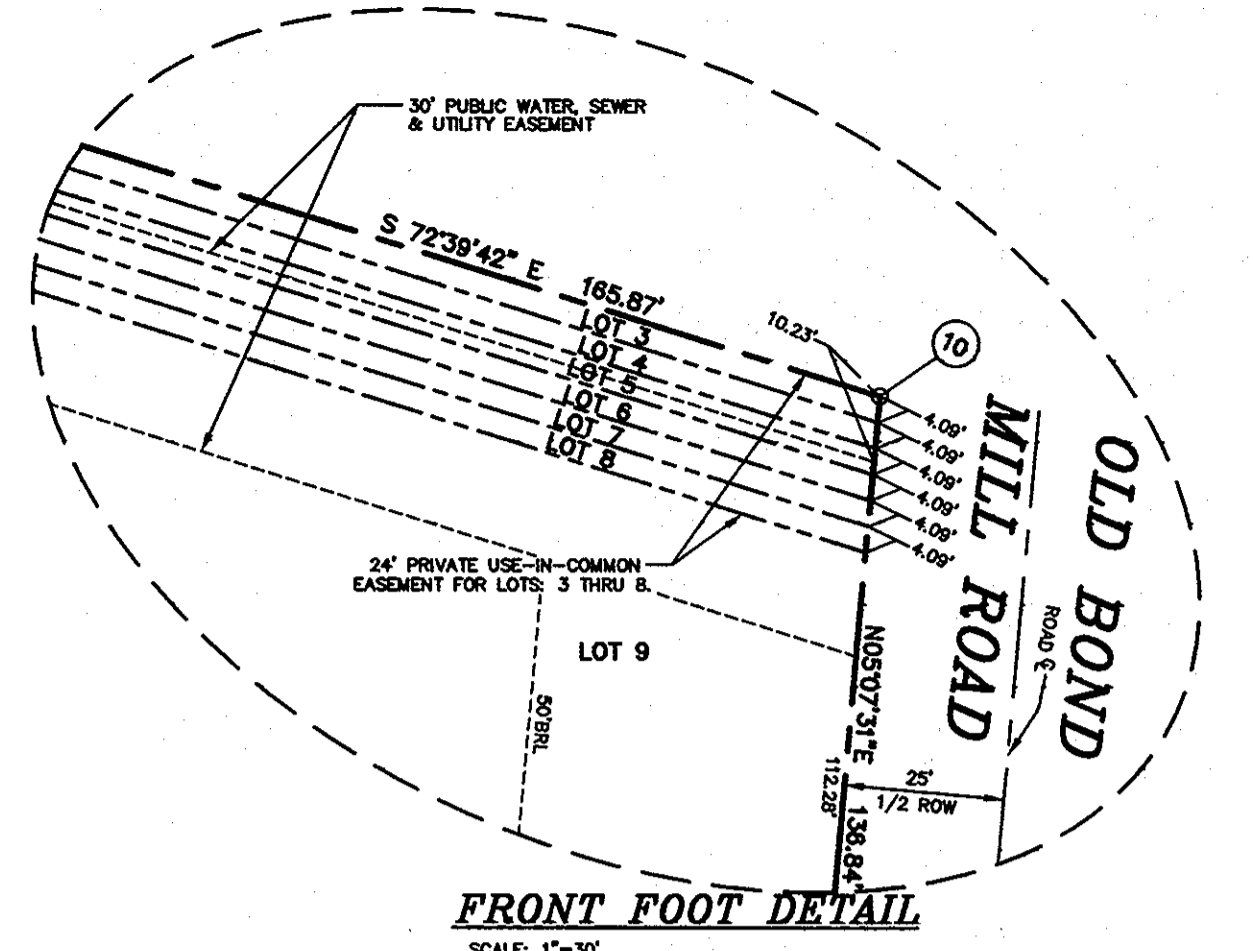 30' PUBLIC WATER, SEWER
& UTILITY EASEMENT
S 72°39'42" E
165.87'
LOT 3
LOT 4
LOT 5
LOT 6
LOT 7
LOT 8
10.23'
10
4.09'
4.09'
4.09'
4.09'
4.09'
4.09'
OLD BOND
MILL ROAD
ROAD ℄
24' PRIVATE USE-IN-COMMON
EASEMENT FOR LOTS: 3 THRU 8.
LOT 9
50'BRL
N05°07'31"E
138.84'
112.28'
25'
1/2 ROW
FRONT FOOT DETAIL
SCALE: 1"=30'